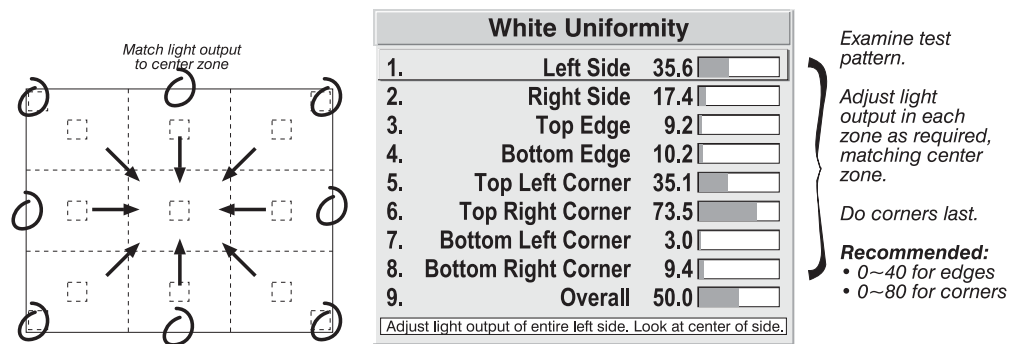 Match light output
to center zone
White Uniformity
1. Left Side 35.6
2. Right Side 17.4
3. Top Edge 9.2
4. Bottom Edge 10.2
5. Top Left Corner 35.1
6. Top Right Corner 73.5
7. Bottom Left Corner 3.0
8. Bottom Right Corner 9.4
9. Overall 50.0
Adjust light output of entire left side. Look at center of side.
Examine test
pattern.
Adjust light
output in each
zone as required,
matching center
zone.
Do corners last.
Recommended:
• 0~40 for edges
• 0~80 for corners